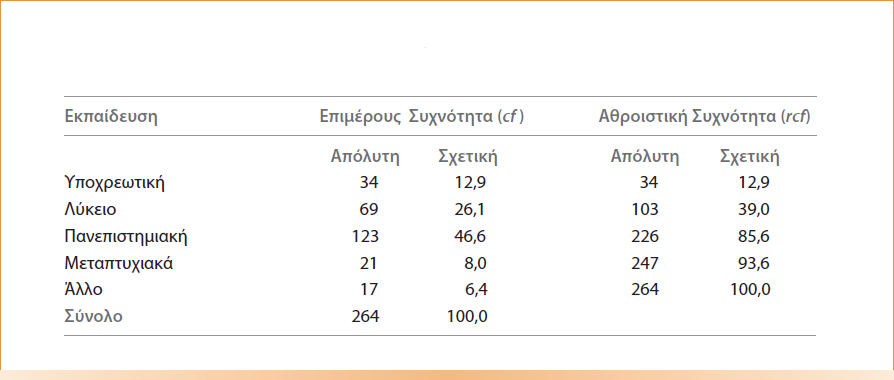 Εκπαίδευση Επιμέρους Συχνότητα (cf) Αθροιστική Συχνότητα (rcf)
Απόλυτη Σχετική Απόλυτη Σχετική
Υποχρεωτική 34 12,9 34 12,9
Λύκειο 69 26,1 103 39,0
Πανεπιστημιακή 123 46,6 226 85,6
Μεταπτυχιακά 21 8,0 247 93,6
Άλλο 17 6,4 264 100,0
Σύνολο 264 100,0